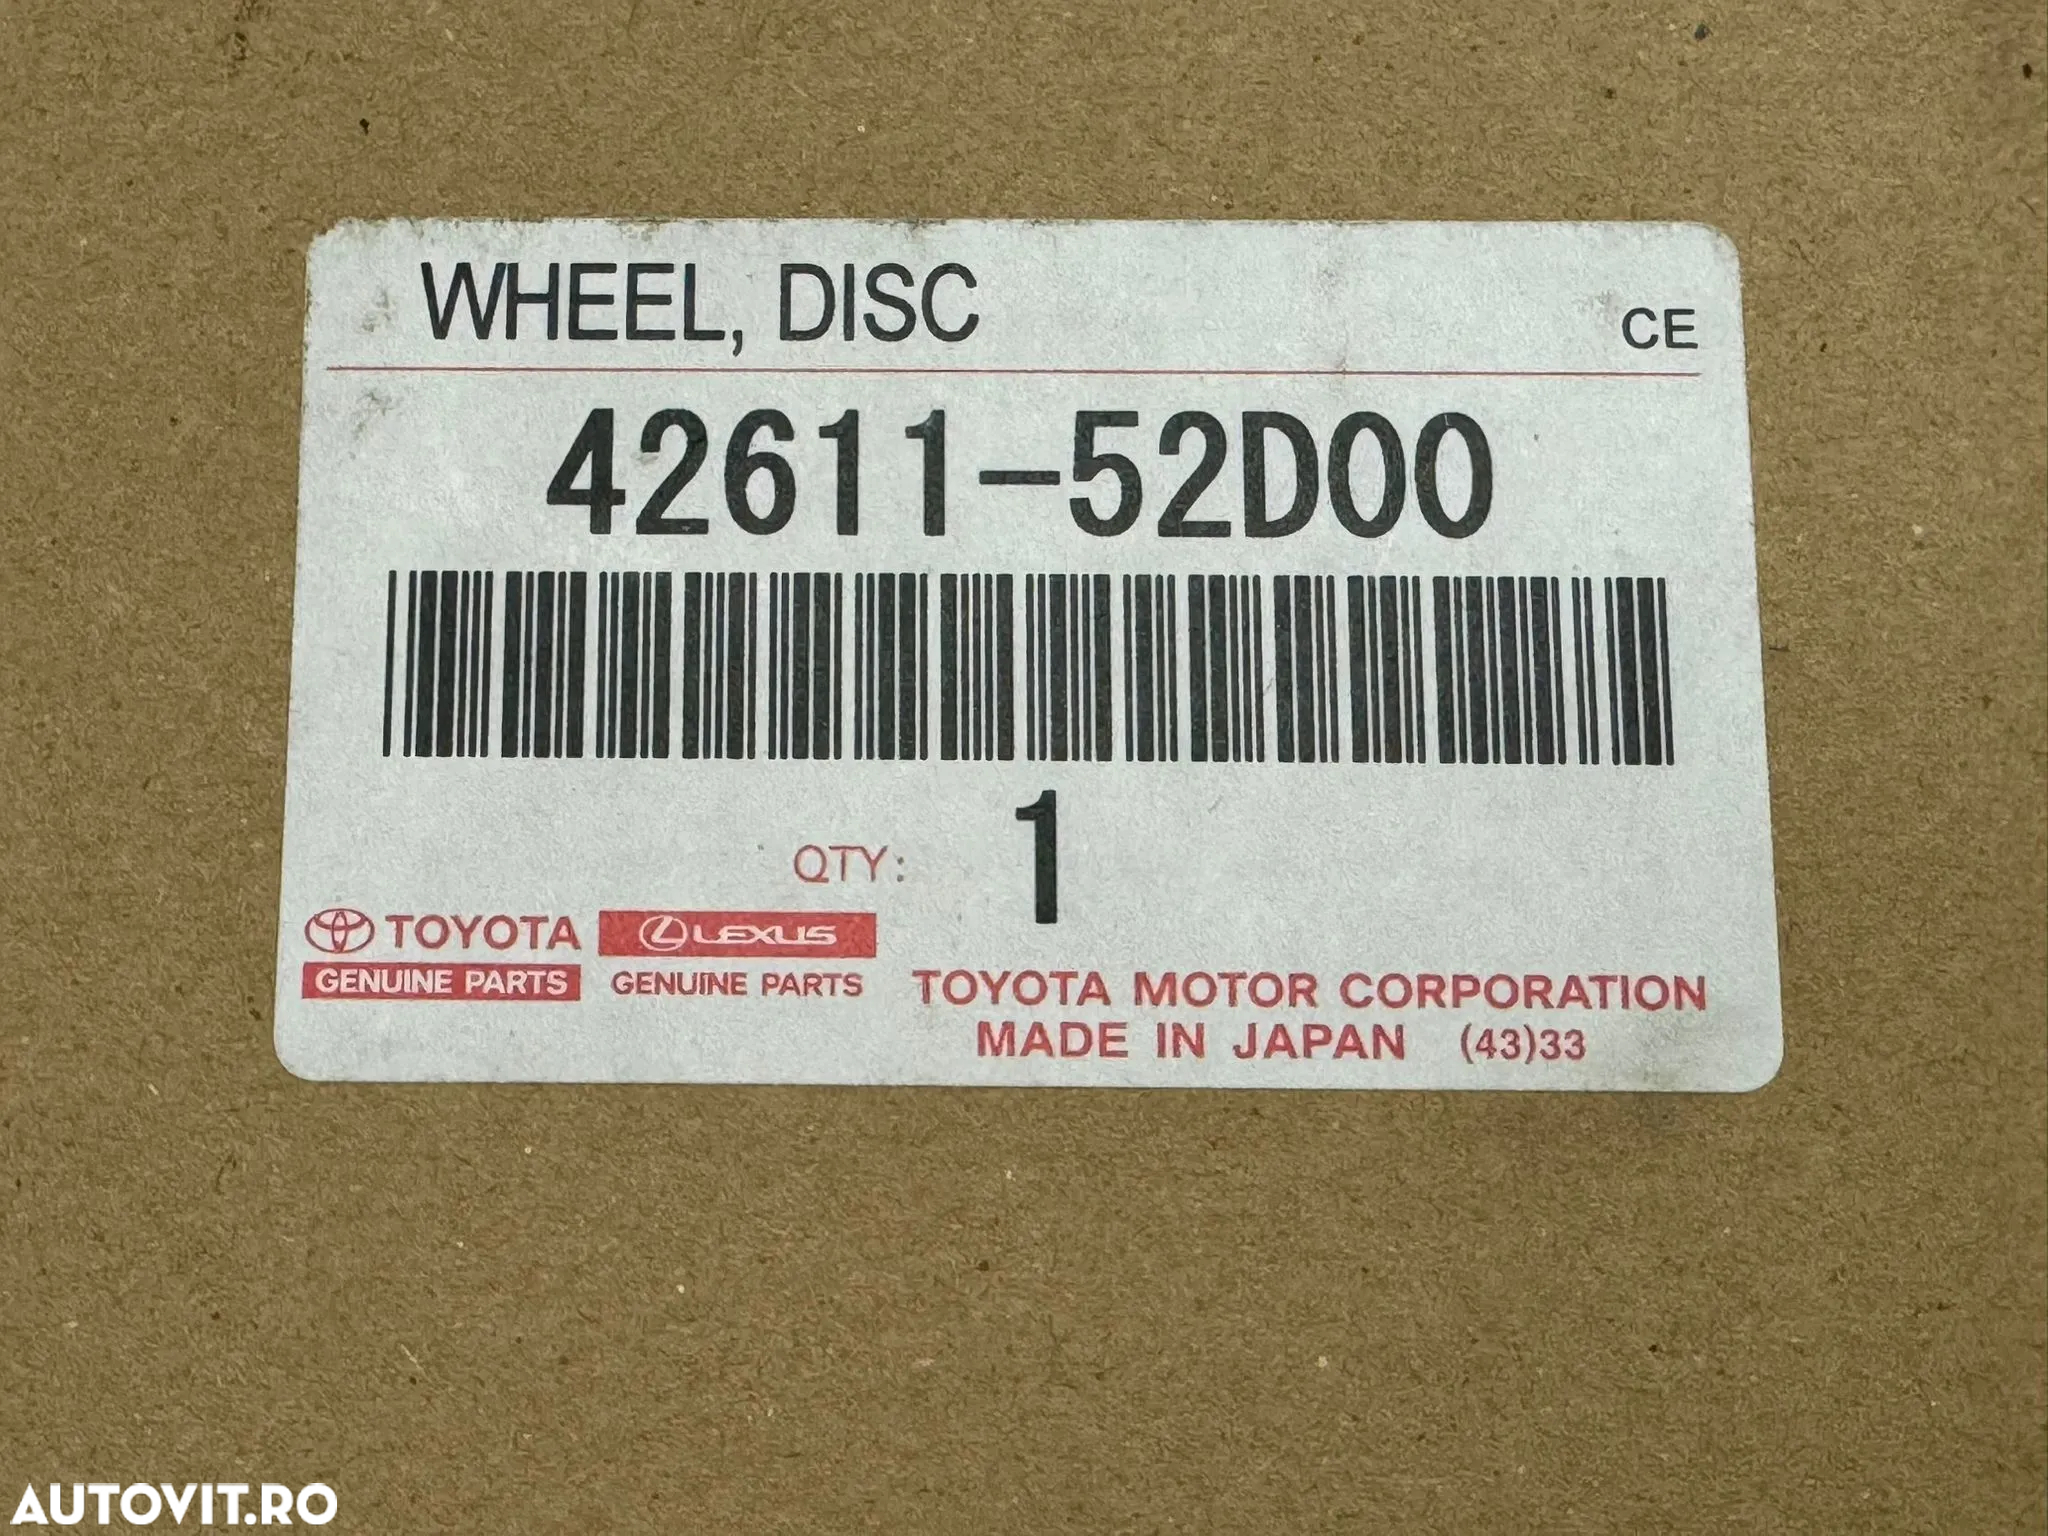 WHEEL, DISC
CE
42611-52D00
QTY: 1
TOYOTA
GENUINE PARTS
LEXUS
GENUINE PARTS
TOYOTA MOTOR CORPORATION
MADE IN JAPAN (43)33
AUTOVIT.RO